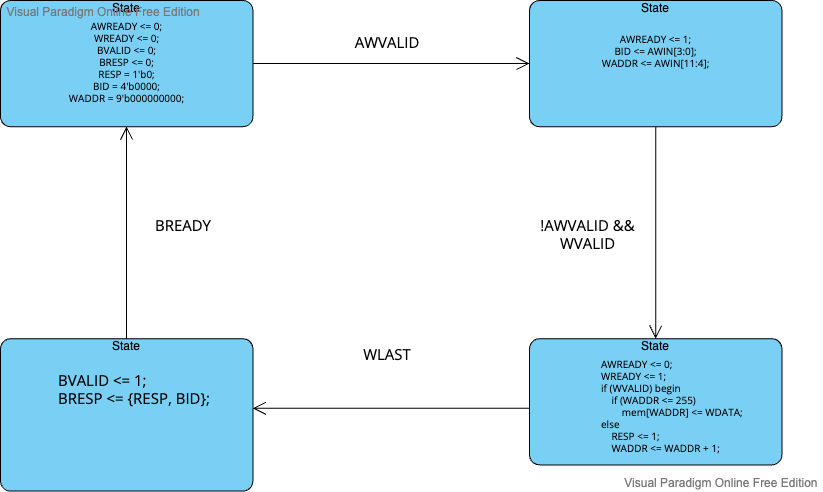 Visual Paradigm Online Free Edition
State
AWREADY <= 0;
WREADY <= 0;
BVALID <= 0;
BRESP <= 0;
RESP = 1'b0;
BID = 4'b0000;
WADDR = 9'b000000000;
AWVALID
State
AWREADY <= 1;
BID <= AWIN[3:0];
WADDR <= AWIN[11:4];
BREADY
!AWVALID &&
WVALID
State
BVALID <= 1;
BRESP <= {RESP, BID};
WLAST
State
AWREADY <= 0;
WREADY <= 1;
if (WVALID) begin
if (WADDR <= 255)
mem[WADDR] <= WDATA;
else
RESP <= 1;
WADDR <= WADDR + 1;
Visual Paradigm Online Free Edition